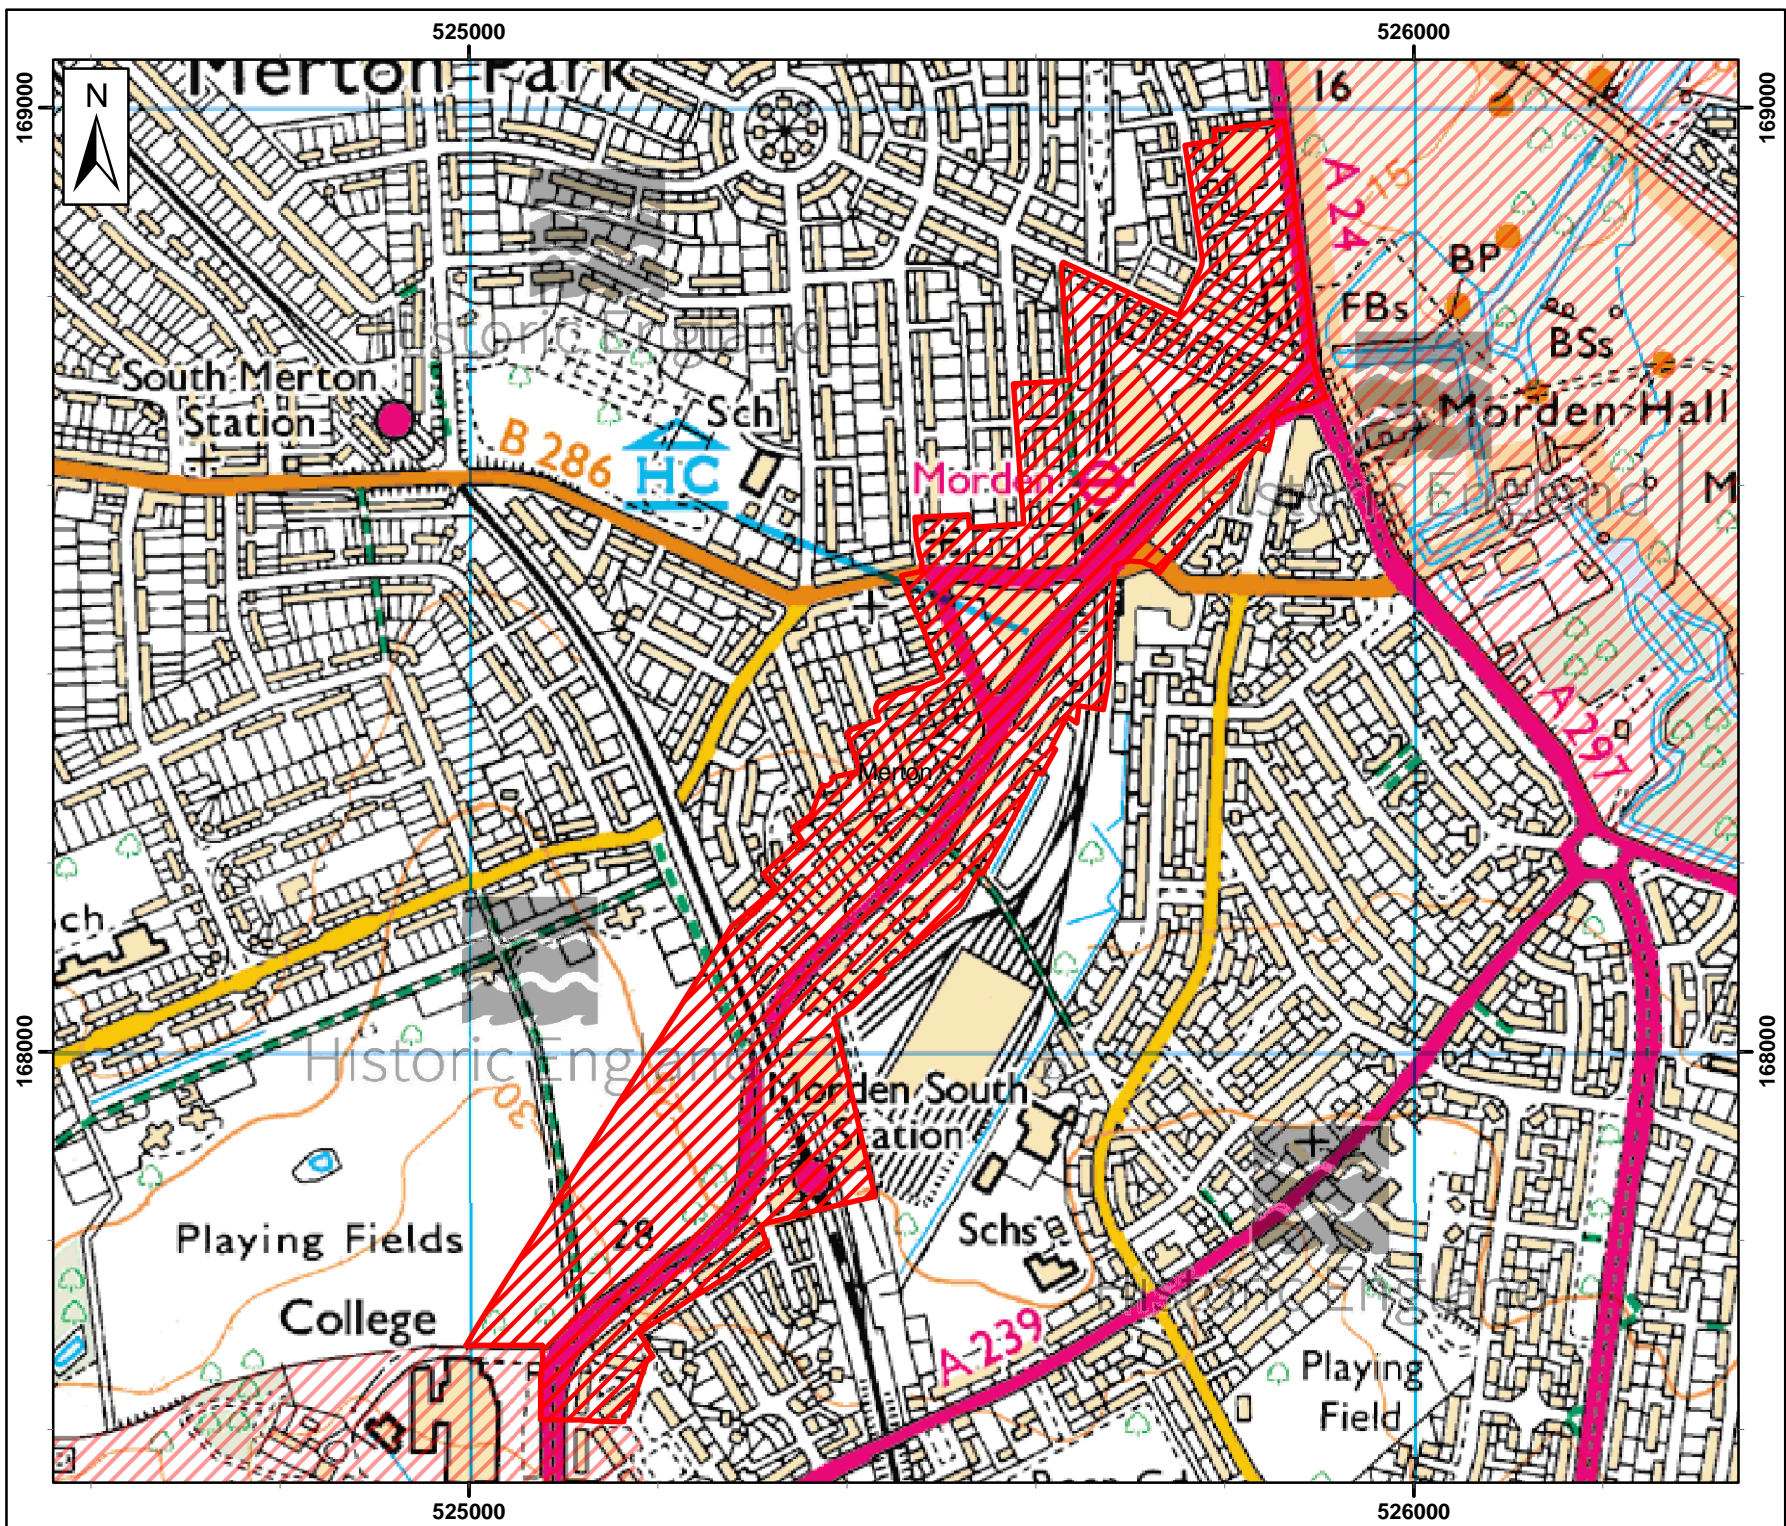 525000
526000
169000
169000
N
Merton Park
16
A 24
15
BP
FBs
BSs
Historic England
South Merton
Station
Sch
B 286
HC
Morden
Morden Hall
Historic England
M
A 297
Merton
ch
168000
168000
Historic England
30
Morden South
Station
Playing Fields
28
Schs
College
Historic England
A 239
Playing
Field
525000
526000